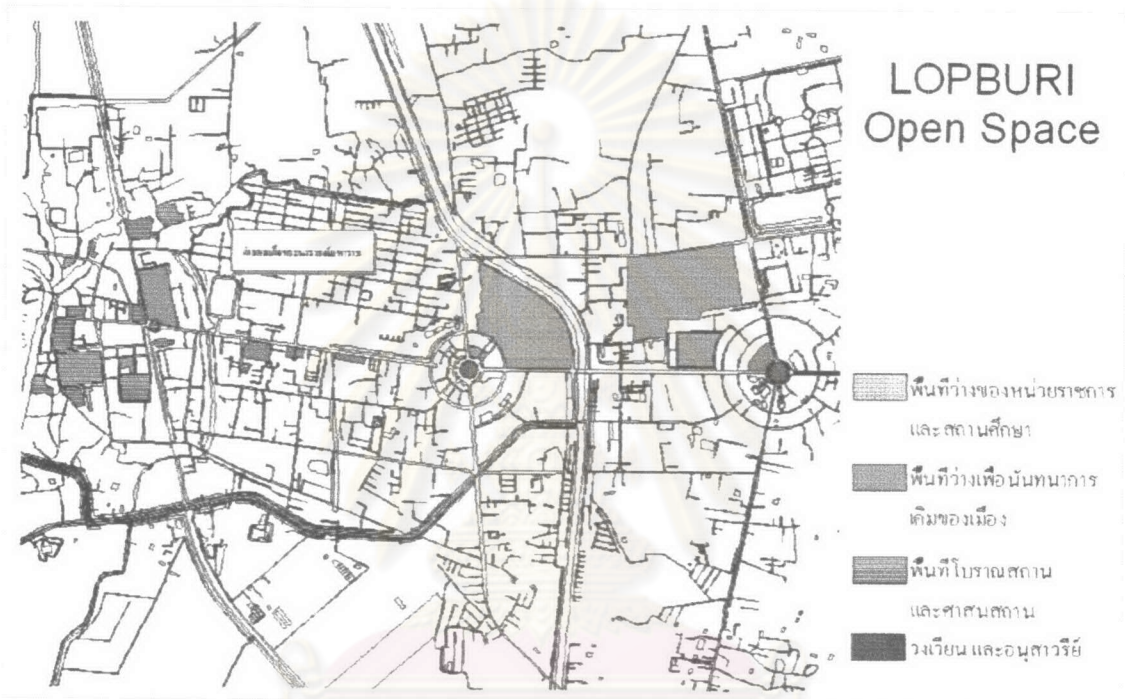 LOPBURI
Open Space
พื้นที่ว่างของหน่วยราชการ
และสถานศึกษา
พื้นที่ว่างเพื่อนันทนาการ
เดิมของเมือง
พื้นที่โบราณสถาน
และศาสนสถาน
วงเวียน และอนุสาวรีย์